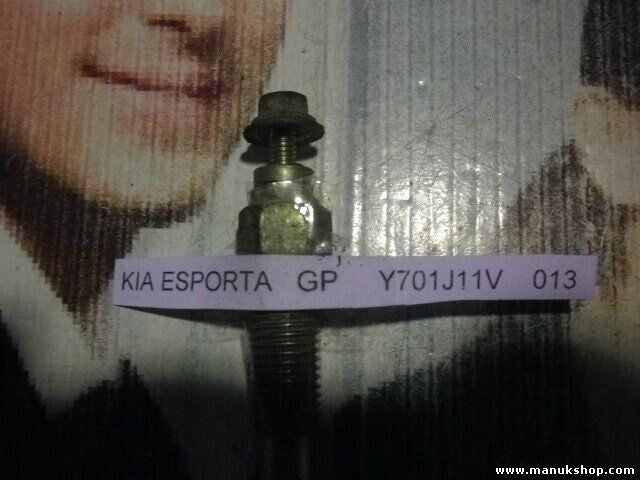 KIA ESPORTA GP Y701J11V 013
www.manukshop.com